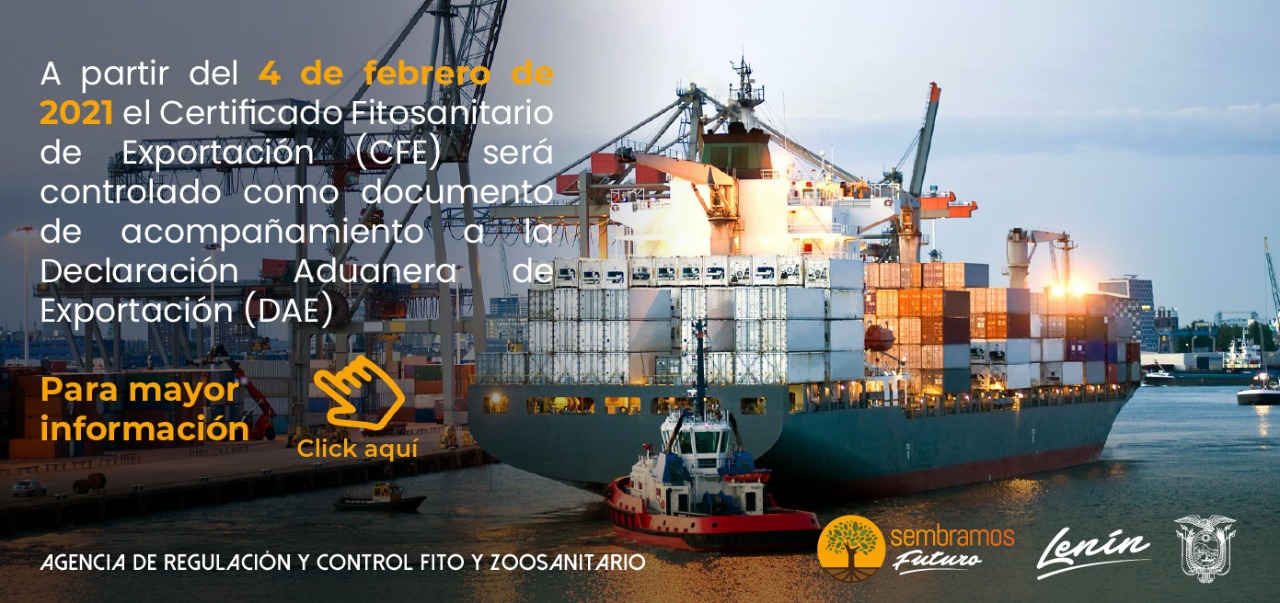 A partir del 4 de febrero de
2021 el Certificado Fitosanitario
de Exportación (CFE) será
controlado como documento
de acompañamiento a la
Declaración Aduanera de
Exportación (DAE)
Para mayor
información
Click aquí
AGENCIA DE REGULACIÓN Y CONTROL FITO Y ZOOSANITARIO
sembramos
Futuro
Lenín